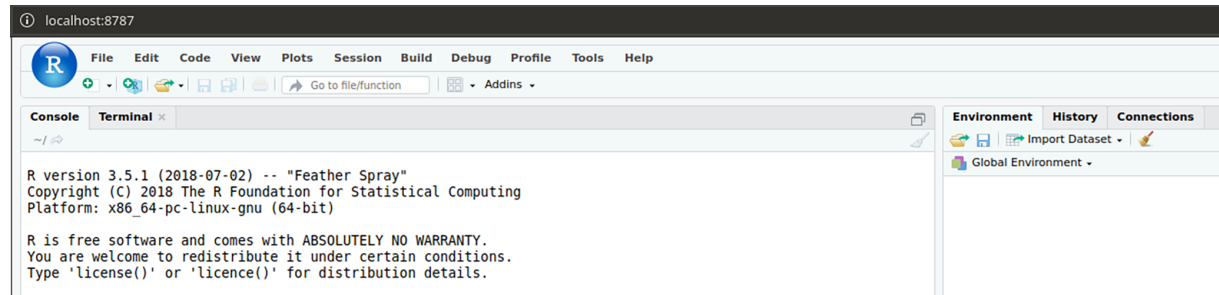 localhost:8787
R File Edit Code View Plots Session Build Debug Profile Tools Help
Go to file/function Addins
Console Terminal
Environment History Connections
~/
Import Dataset
Global Environment
R version 3.5.1 (2018-07-02) -- "Feather Spray"
Copyright (C) 2018 The R Foundation for Statistical Computing
Platform: x86_64-pc-linux-gnu (64-bit)
R is free software and comes with ABSOLUTELY NO WARRANTY.
You are welcome to redistribute it under certain conditions.
Type 'license()' or 'licence()' for distribution details.